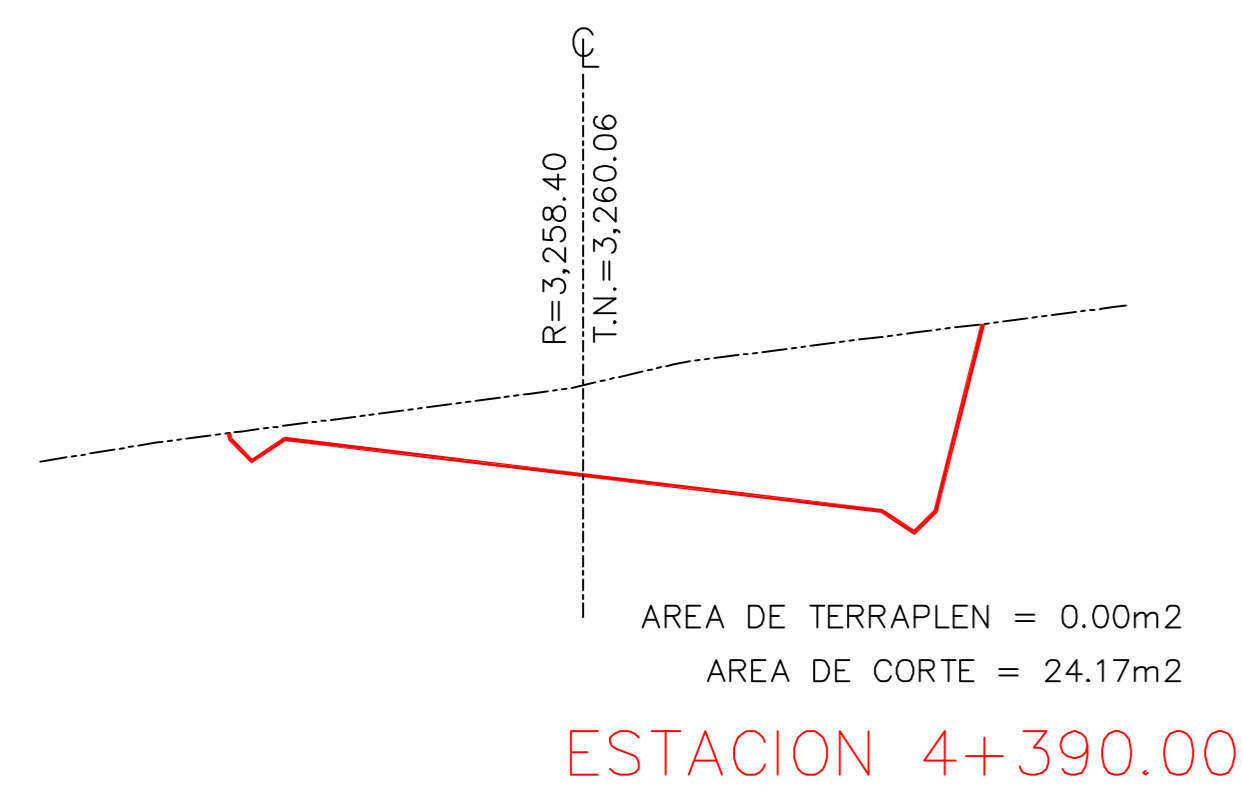 ℄
R=3,258.40
T.N.=3,260.06
AREA DE TERRAPLEN = 0.00m2
AREA DE CORTE = 24.17m2
ESTACION 4+390.00